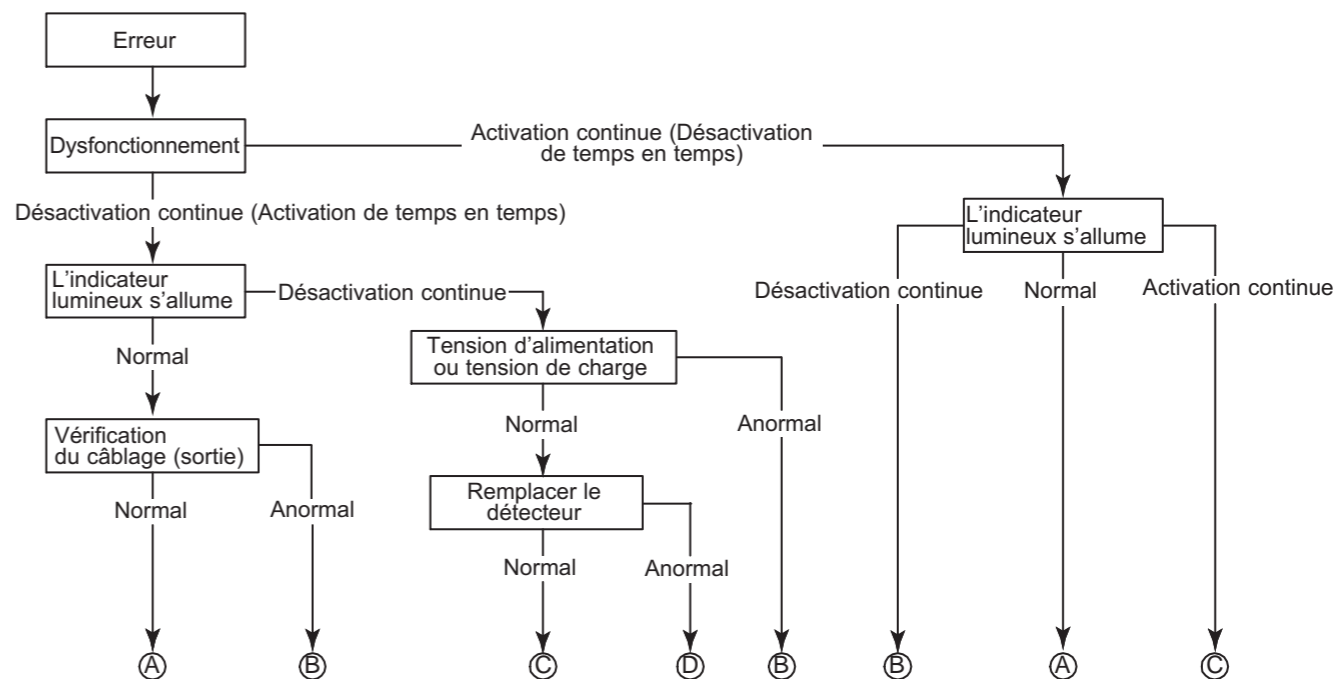 Erreur
Dysfonctionnement
Activation continue (Désactivation
de temps en temps)
Désactivation continue (Activation de temps en temps)
L’indicateur
lumineux s’allume
L’indicateur
lumineux s’allume
Désactivation continue
Désactivation continue
Normal
Activation continue
Normal
Tension d’alimentation
ou tension de charge
Normal
Anormal
Vérification
du câblage (sortie)
Normal
Anormal
Remplacer le
détecteur
Normal
Anormal
A
B
C
D
B
B
A
C